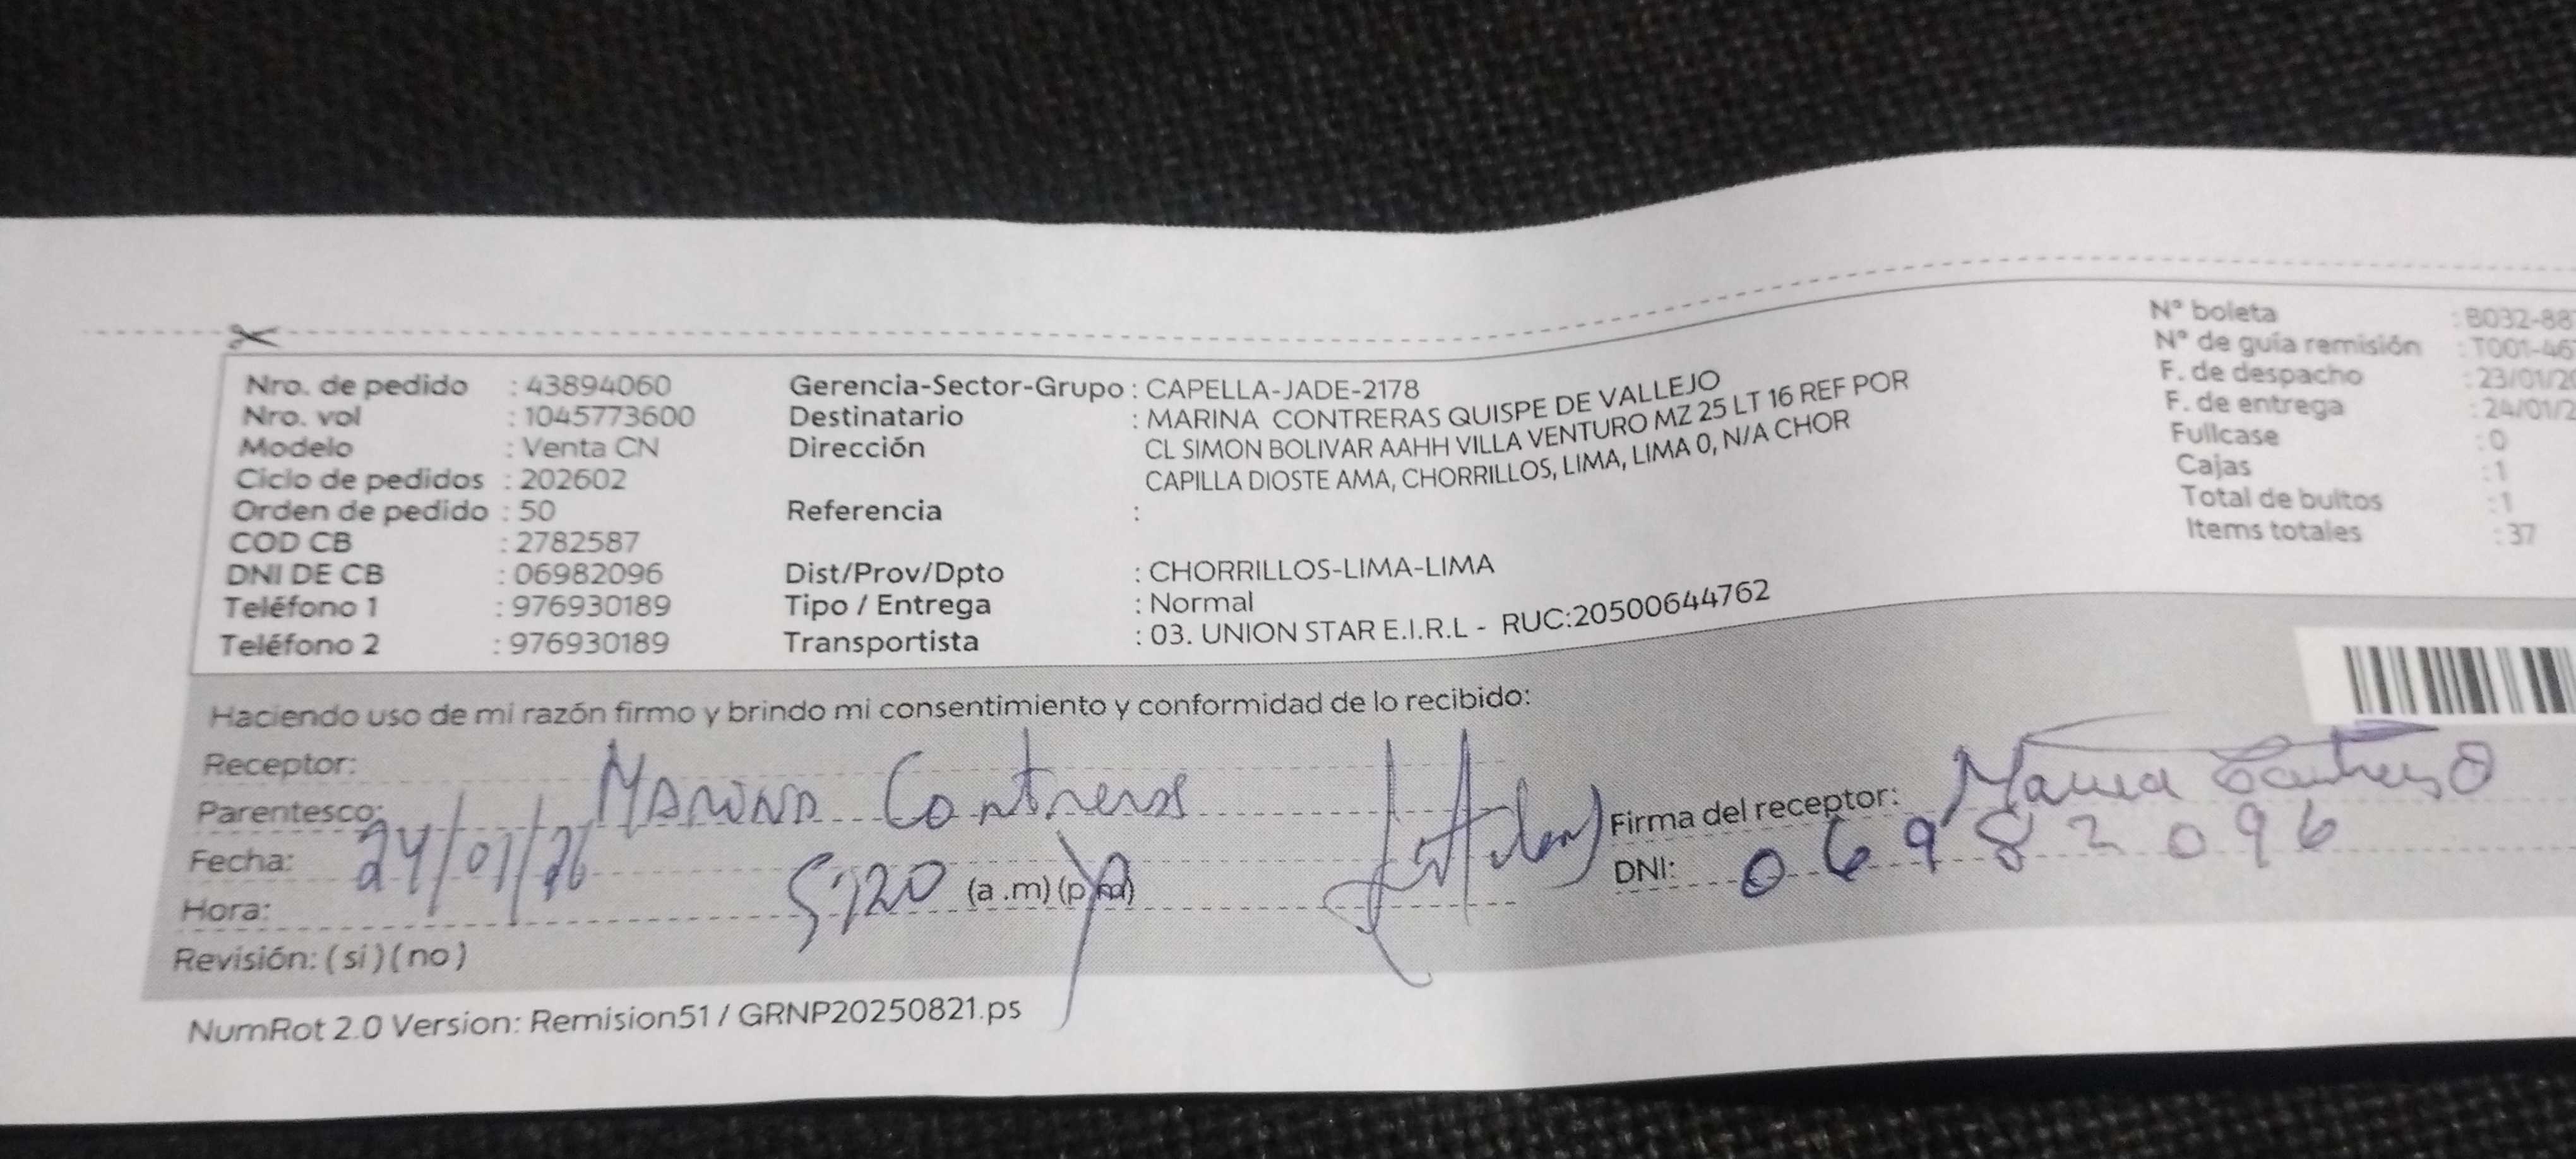 Nro. de pedido : 43894060
Nro. vol : 1045773600
Modelo : Venta CN
Ciclo de pedidos : 202602
Orden de pedido : 50
COD CB : 2782587
DNI DE CB : 06982096
Teléfono 1 : 976930189
Teléfono 2 : 976930189
Gerencia-Sector-Grupo : CAPELLA-JADE-2178
Destinatario : MARINA CONTRERAS QUISPE DE VALLEJO
Dirección CL SIMON BOLIVAR AAHH VILLA VENTURO MZ 25 LT 16 REF POR
CAPILLA DIOSTE AMA, CHORRILLOS, LIMA, LIMA 0, N/A CHOR
Referencia :
Dist/Prov/Dpto : CHORRILLOS-LIMA-LIMA
Tipo / Entrega : Normal
Transportista : 03. UNION STAR E.I.R.L - RUC:20500644762
N° boleta : B032-88
N° de guía remisión : T001-46
F. de despacho : 23/01/20
F. de entrega : 24/01/2
Fullcase : 0
Cajas : 1
Total de bultos : 1
Items totales : 37
Haciendo uso de mi razón firmo y brindo mi consentimiento y conformidad de lo recibido:
Receptor: Marina Contreras
Parentesco:
Fecha: 24/01/26
Hora: 5:20 (a .m) (p .m)
Revisión: ( si ) ( no )
Firma del receptor:
DNI: 06982096
NumRot 2.0 Version: Remision51 / GRNP20250821.ps